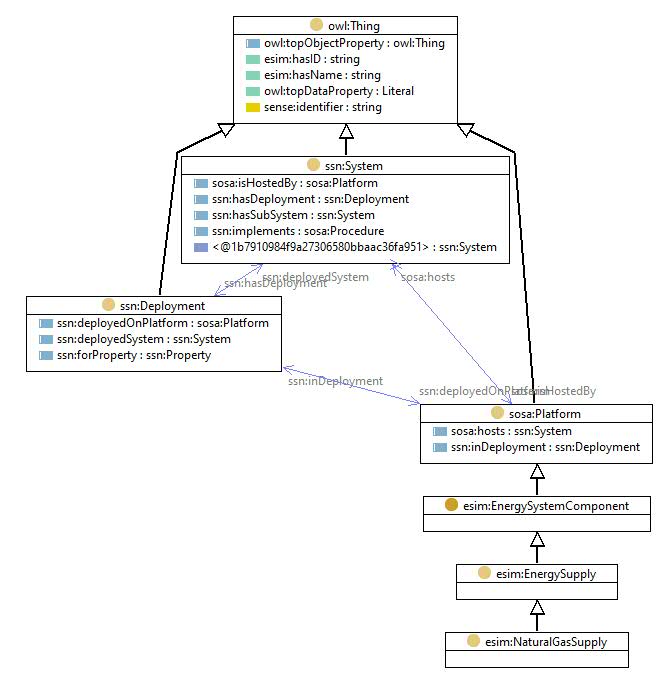 owl:Thing
owl:topObjectProperty : owl:Thing
esim:hasID : string
esim:hasName : string
owl:topDataProperty : Literal
sense:identifier : string
ssn:System
sosa:isHostedBy : sosa:Platform
ssn:hasDeployment : ssn:Deployment
ssn:hasSubSystem : ssn:System
ssn:implements : sosa:Procedure
<@1b7910984f9a27306580bbaac36fa951> : ssn:System
ssn:deployedSystem
sosa:hosts
ssn:hasDeployment
ssn:Deployment
ssn:deployedOnPlatform : sosa:Platform
ssn:deployedSystem : ssn:System
ssn:forProperty : ssn:Property
ssn:inDeployment
ssn:deployedOnPlatform
sosa:isHostedBy
sosa:Platform
sosa:hosts : ssn:System
ssn:inDeployment : ssn:Deployment
esim:EnergySystemComponent
esim:EnergySupply
esim:NaturalGasSupply